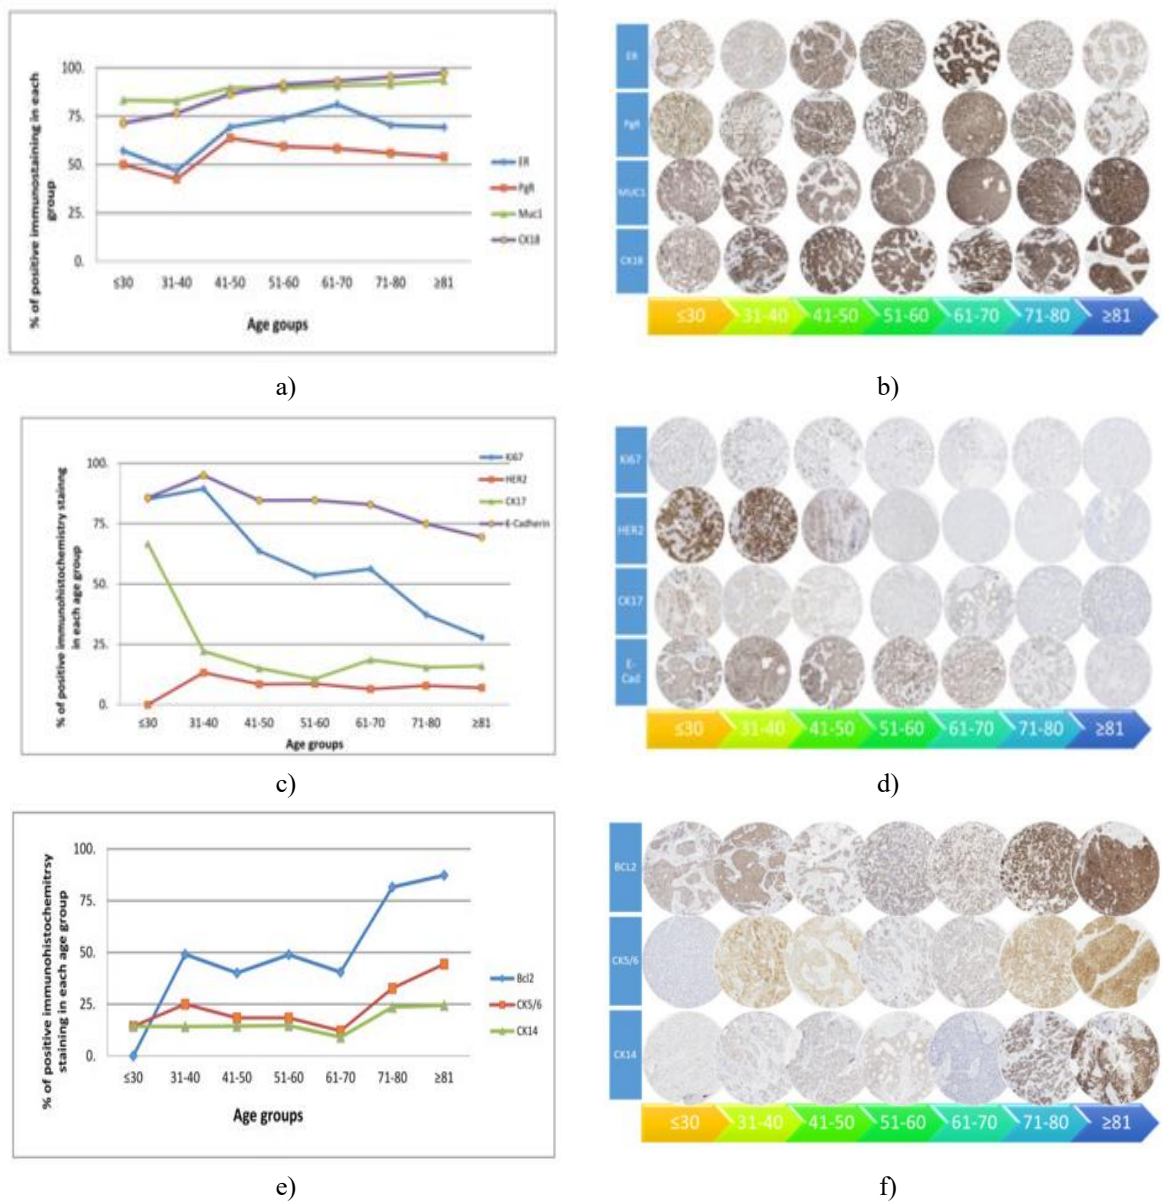 % of positive immunostaining in each
group
100.
75.
50.
25.
0.
≤30 31-40 41-50 51-60 61-70 71-80 ≥81
Age goups
ER
PgR
Muc1
CK18
a)
ER
PgR
MUC1
CK18
≤30 31-40 41-50 51-60 61-70 71-80 ≥81
b)
% of positive immunohistochemistry stainng
in each age group
100.
75.
50.
25.
0.
≤30 31-40 41-50 51-60 61-70 71-80 ≥81
Age groups
Ki67
HER2
CK17
E-Cadherin
c)
Ki67
HER2
CK17
E-
Cad
≤30 31-40 41-50 51-60 61-70 71-80 ≥81
d)
% of positive immunohistochemitrsy
staining in each age group
100.
75.
50.
25.
0.
≤30 31-40 41-50 51-60 61-70 71-80 ≥81
Age groups
Bcl2
CK5/6
CK14
e)
BCL2
CK5/6
CK14
≤30 31-40 41-50 51-60 61-70 71-80 ≥81
f)